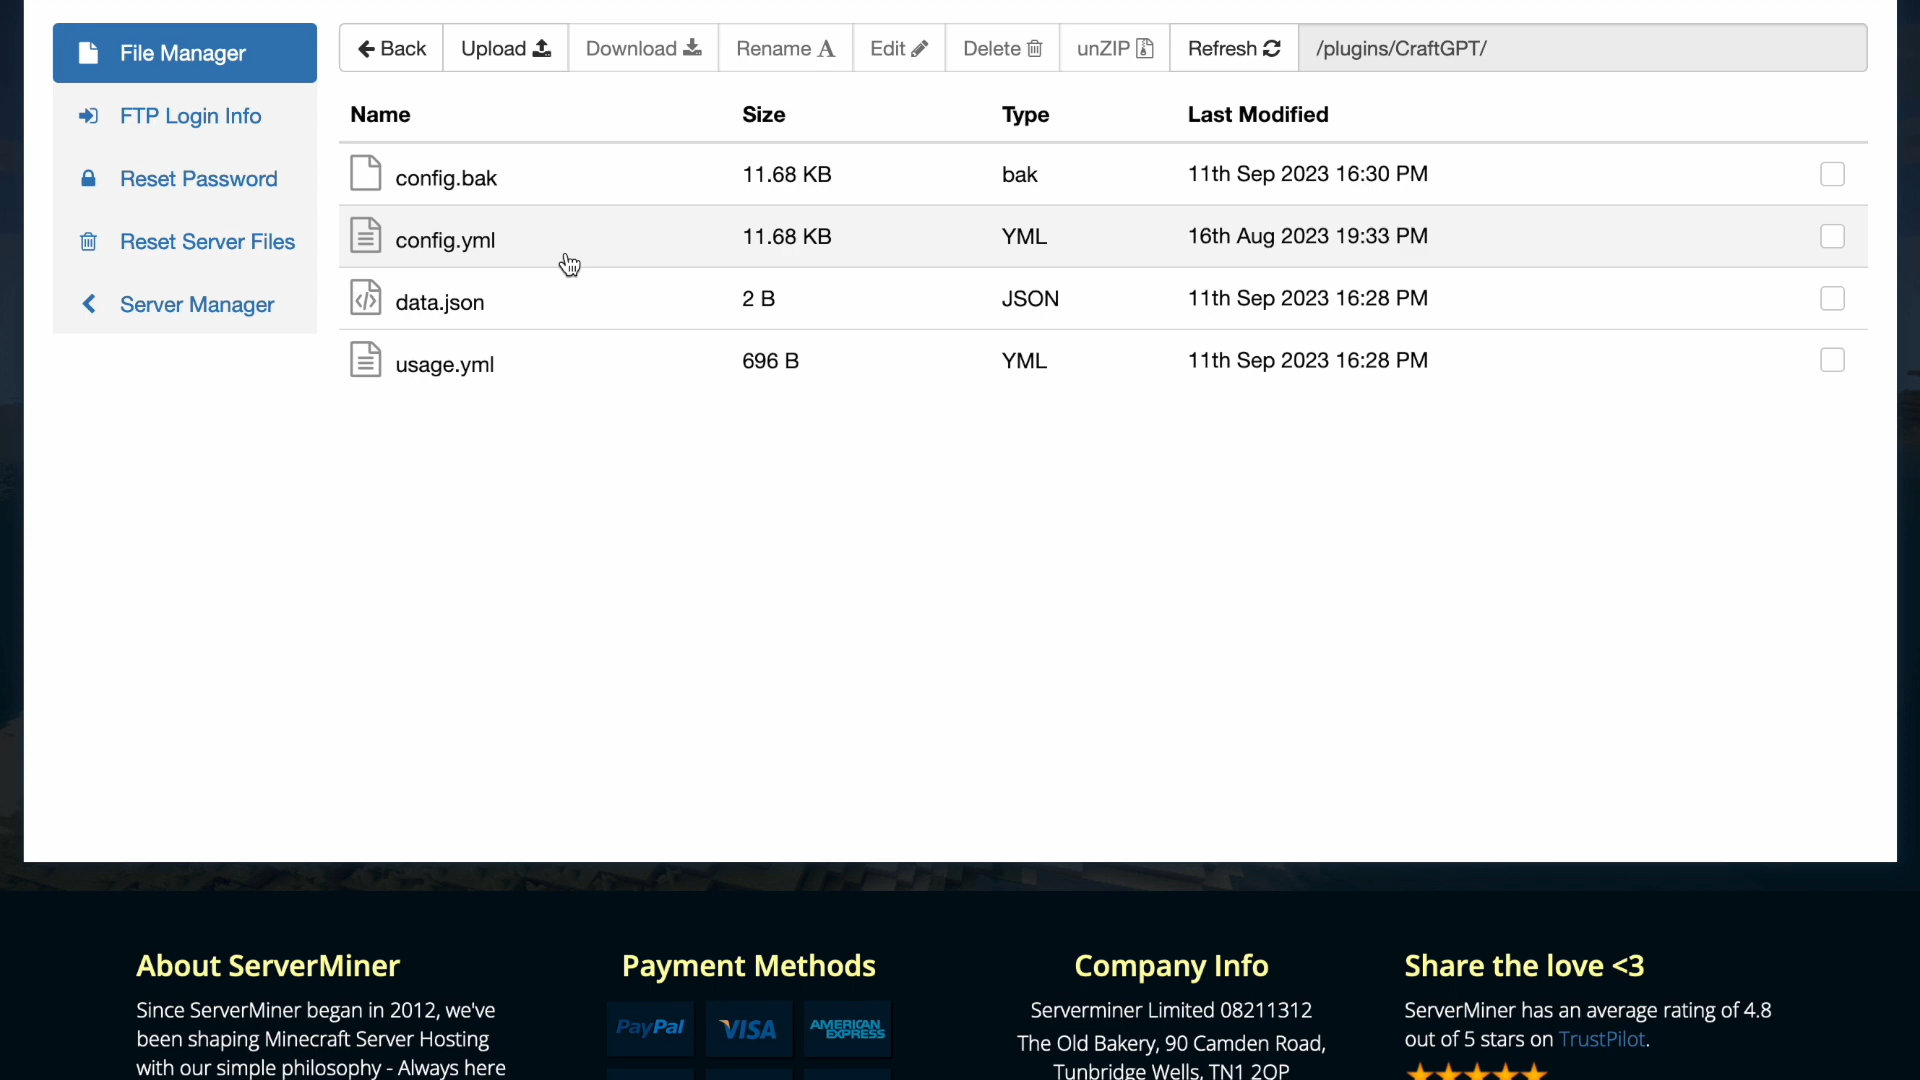 File Manager
FTP Login Info
Reset Password
Reset Server Files
Server Manager
Back Upload Download Rename Edit Delete unZIP Refresh /plugins/CraftGPT/
Name Size Type Last Modified
config.bak 11.68 KB bak 11th Sep 2023 16:30 PM
config.yml 11.68 KB YML 16th Aug 2023 19:33 PM
data.json 2 B JSON 11th Sep 2023 16:28 PM
usage.yml 696 B YML 11th Sep 2023 16:28 PM
About ServerMiner
Since ServerMiner began in 2012, we've
been shaping Minecraft Server Hosting
with our simple philosophy - Always here
Payment Methods
PayPal VISA AMERICAN EXPRESS
Company Info
Serverminer Limited 08211312
The Old Bakery, 90 Camden Road,
Tunbridge Wells, TN1 2QP
Share the love <3
ServerMiner has an average rating of 4.8
out of 5 stars on TrustPilot.